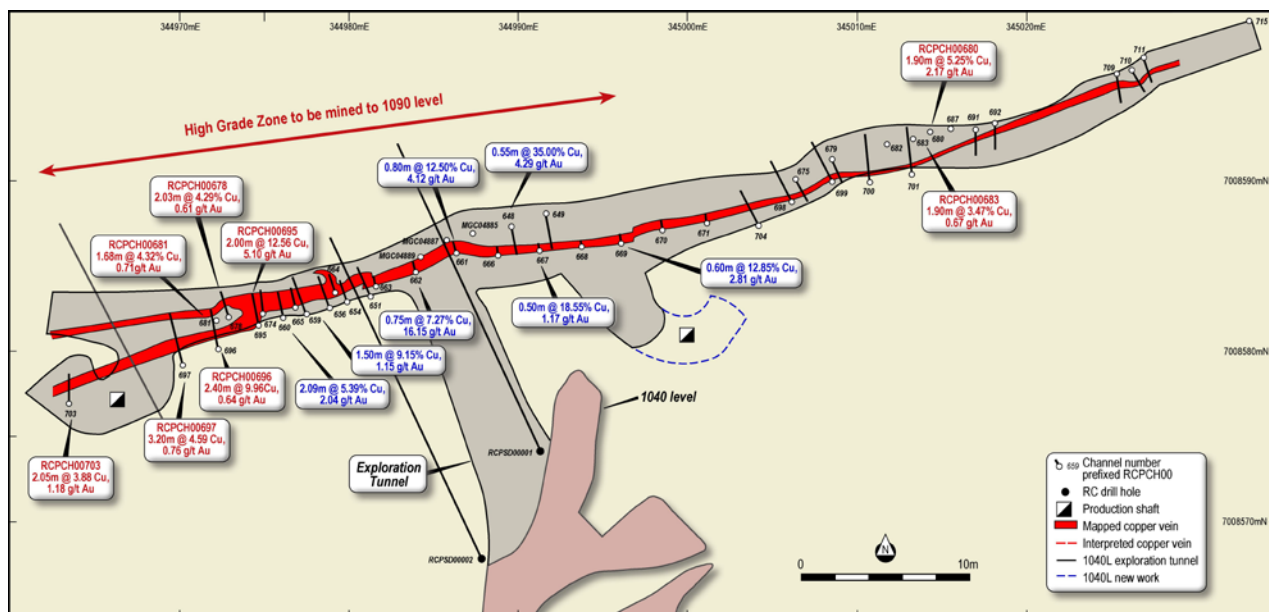 344970mE
344980mE
344990mE
345000mE
345010mE
345020mE
715
711
710
709
RCPCH00680
1.90m @ 5.25% Cu,
2.17 g/t Au
High Grade Zone to be mined to 1090 level
692
691
687
680
683
682
679
675
0.80m @ 12.50% Cu,
4.12 g/t Au
0.55m @ 35.00% Cu,
4.29 g/t Au
7008590mN
RCPCH00678
2.03m @ 4.29% Cu,
0.61 g/t Au
699
700
701
RCPCH00683
1.90m @ 3.47% Cu,
0.67 g/t Au
698
704
648
649
MGC04885
MGC04887
MGC04889
RCPCH00695
2.00m @ 12.56 Cu,
5.10 g/t Au
RCPCH00681
1.68m @ 4.32% Cu,
0.71g/t Au
664
663
662
661
666
667
668
669
670
671
0.60m @ 12.85% Cu,
2.81 g/t Au
681
678
674
695
660
665
659
656
654
651
0.75m @ 7.27% Cu,
16.15 g/t Au
0.50m @ 18.55% Cu,
1.17 g/t Au
696
697
1.50m @ 9.15% Cu,
1.15 g/t Au
7008580mN
RCPCH00696
2.40m @ 9.96Cu,
0.64 g/t Au
2.09m @ 5.39% Cu,
2.04 g/t Au
1040 level
703
RCPCH00697
3.20m @ 4.59 Cu,
0.76 g/t Au
RCPCH00703
2.05m @ 3.88 Cu,
1.18 g/t Au
Exploration
Tunnel
RCPSD00001
RCPSD00002
7008570mN
659
Channel number
prefixed RCPCH00
RC drill hole
Production shaft
Mapped copper vein
Interpreted copper vein
1040L exploration tunnel
1040L new work
N
0
10m